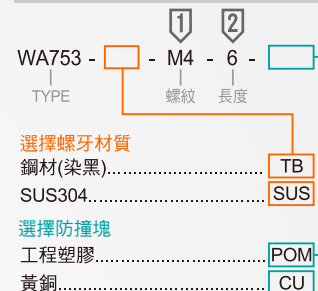 1 2
WA753 - - M4 - 6 -
TYPE 螺紋 長度
選擇螺牙材質
鋼材(染黑).......................... TB
SUS304............................. SUS
選擇防撞塊
工程塑膠............................ POM
黃銅.................................. CU